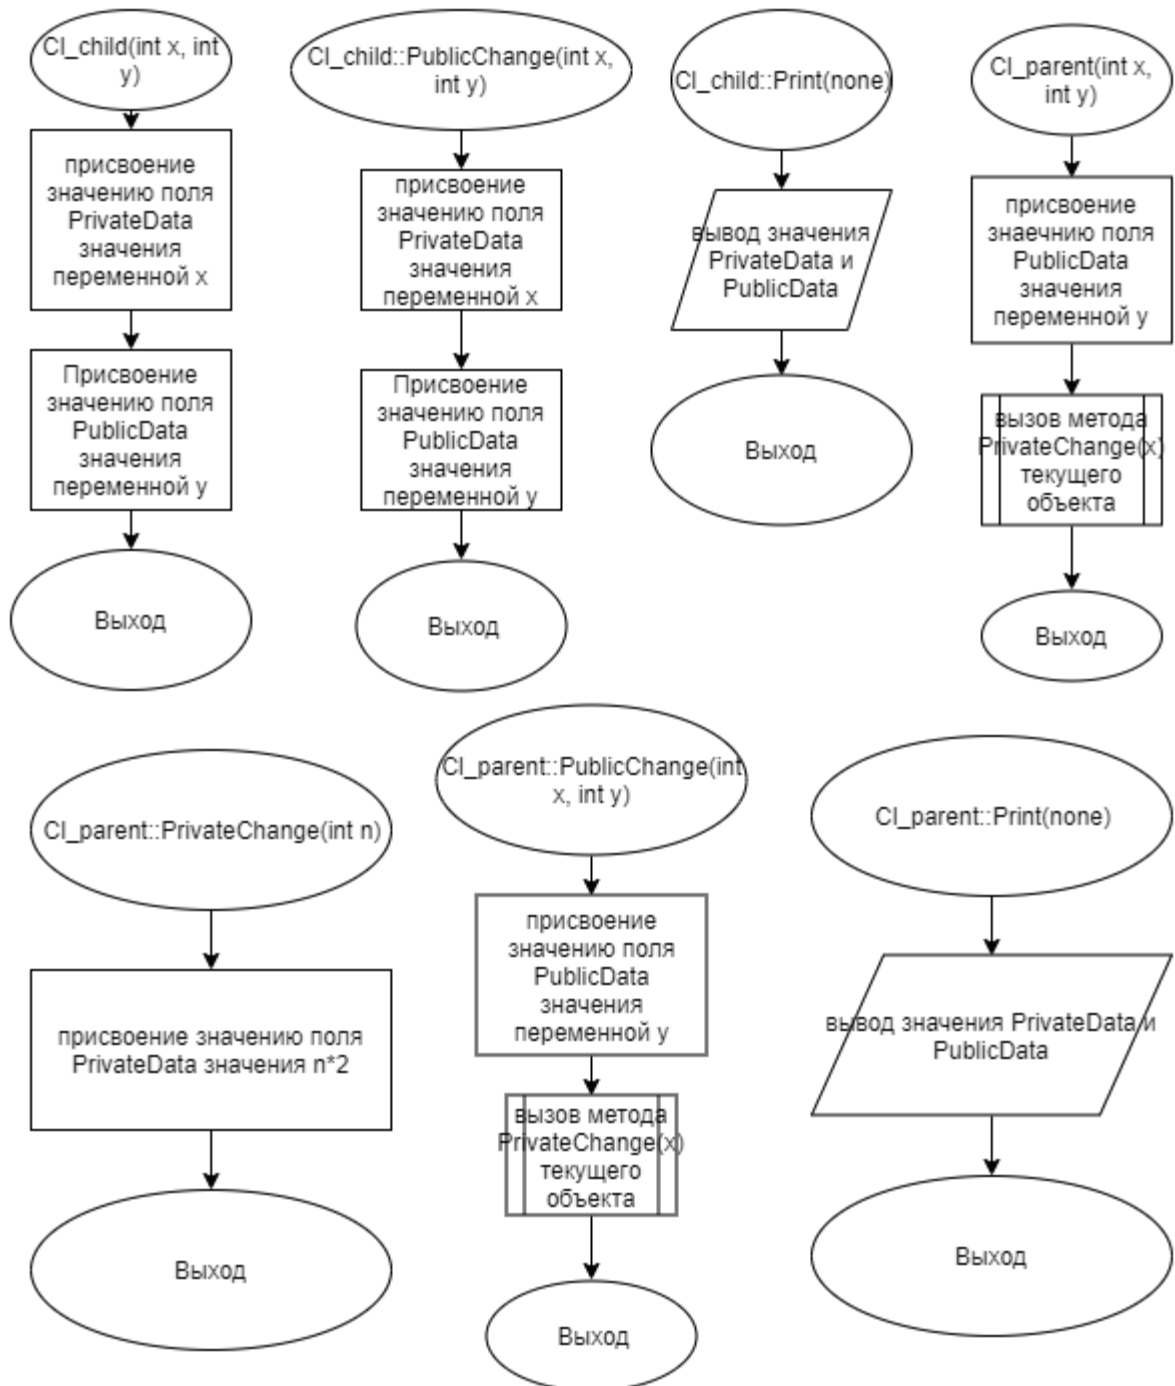 Cl_child(int x, int
y)
присвоение
значению поля
PrivateData
значения
переменной x
Присвоение
значению поля
PublicData
значения
переменной y
Выход
Cl_child::PublicChange(int x,
int y)
присвоение
значению поля
PrivateData
значения
переменной x
Присвоение
значению поля
PublicData
значения
переменной y
Выход
Cl_child::Print(none)
вывод значения
PrivateData и
PublicData
Выход
Cl_parent(int x,
int y)
присвоение
знаечнию поля
PublicData
значения
переменной y
вызов метода
PrivateChange(x)
текущего
объекта
Выход
Cl_parent::PrivateChange(int n)
присвоение значению поля
PrivateData значения n*2
Выход
Cl_parent::PublicChange(int
x, int y)
присвоение
значению поля
PublicData
значения
переменной y
вызов метода
PrivateChange(x)
текущего
объекта
Выход
Cl_parent::Print(none)
вывод значения PrivateData и
PublicData
Выход